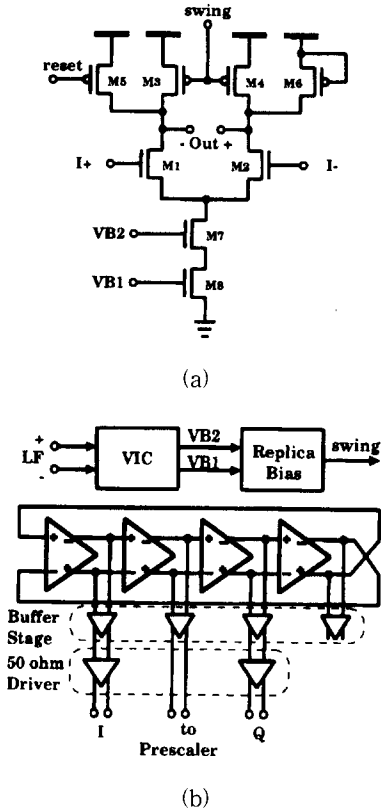 swing
reset
M5
M3
M4
M6
- Out +
I+
M1
M2
I-
VB2
M7
VB1
M8
(a)
+
LF
-
VIC
VB2
VB1
Replica
Bias
swing
+ - + - + - + -
- + - + - + - +
Buffer
Stage
50 ohm
Driver
I
to
Prescaler
Q
(b)